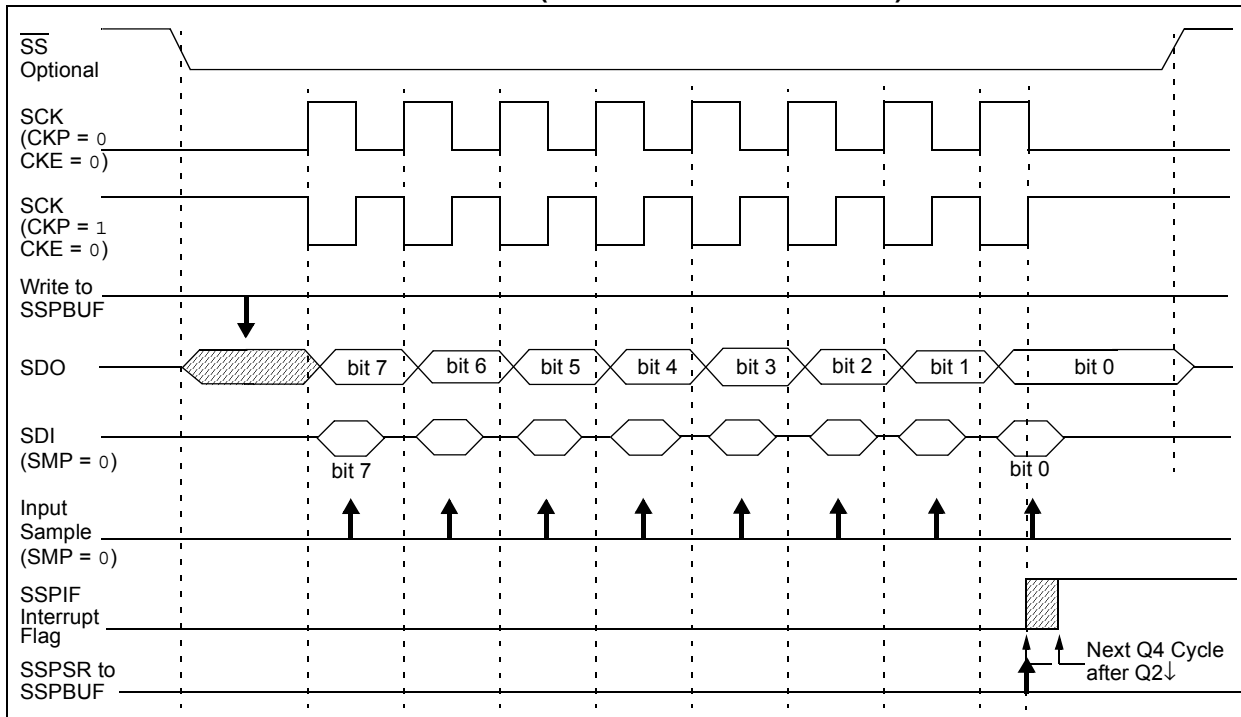 SS
Optional
SCK
(CKP = 0
CKE = 0)
SCK
(CKP = 1
CKE = 0)
Write to
SSPBUF
SDO
bit 7
bit 6
bit 5
bit 4
bit 3
bit 2
bit 1
bit 0
SDI
(SMP = 0)
bit 7
bit 0
Input
Sample
(SMP = 0)
SSPIF
Interrupt
Flag
Next Q4 Cycle
after Q2↓
SSPSR to
SSPBUF